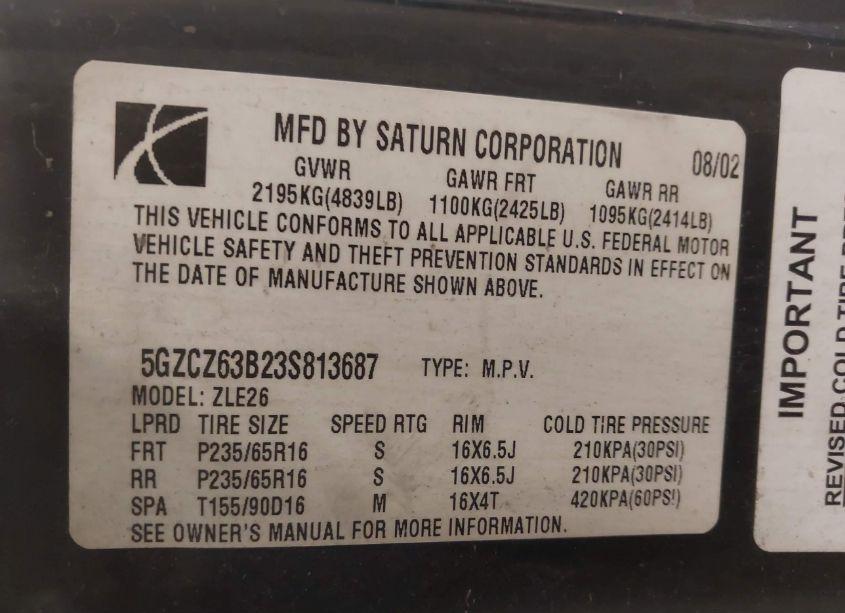 MFD BY SATURN CORPORATION 08/02
GVWR GAWR FRT GAWR RR
2195KG(4839LB) 1100KG(2425LB) 1095KG(2414LB)
THIS VEHICLE CONFORMS TO ALL APPLICABLE U.S. FEDERAL MOTOR
VEHICLE SAFETY AND THEFT PREVENTION STANDARDS IN EFFECT ON
THE DATE OF MANUFACTURE SHOWN ABOVE.
5GZCZ63B23S813687 TYPE: M.P.V.
MODEL: ZLE26
LPRD TIRE SIZE SPEED RTG RIM COLD TIRE PRESSURE
FRT P235/65R16 S 16X6.5J 210KPA(30PSI)
RR P235/65R16 S 16X6.5J 210KPA(30PSI)
SPA T155/90D16 M 16X4T 420KPA(60PSI)
SEE OWNER'S MANUAL FOR MORE INFORMATION.
IMPORTANT
REVISED COLD TIRE